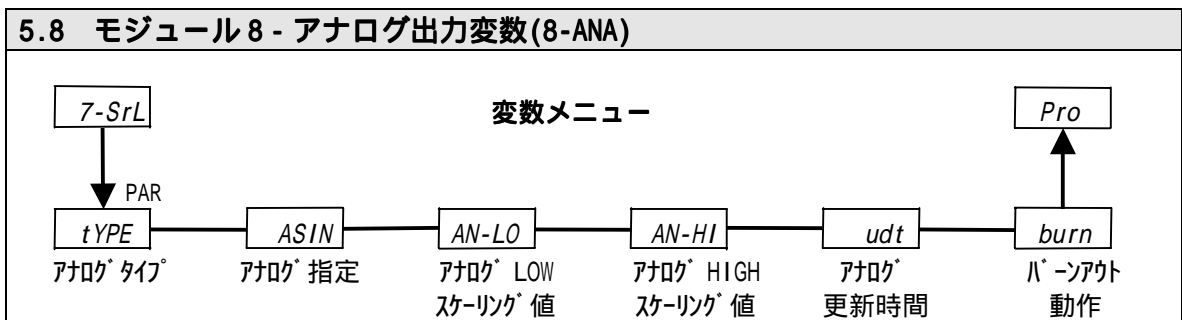 5.8 モジュール 8 - アナログ出力変数(8-ANA)
7-SrL 変数メニュー Pro
PAR
tYPE ASIN AN-LO AN-HI udt burn
ｱﾅﾛｸﾞﾀｲﾌﾟ ｱﾅﾛｸﾞ指定 ｱﾅﾛｸﾞ LOW ｱﾅﾛｸﾞ HIGH ｱﾅﾛｸﾞ ﾊﾞｰﾝｱｳﾄ
ｽｹｰﾘﾝｸﾞ値 ｽｹｰﾘﾝｸﾞ値 更新時間 動作